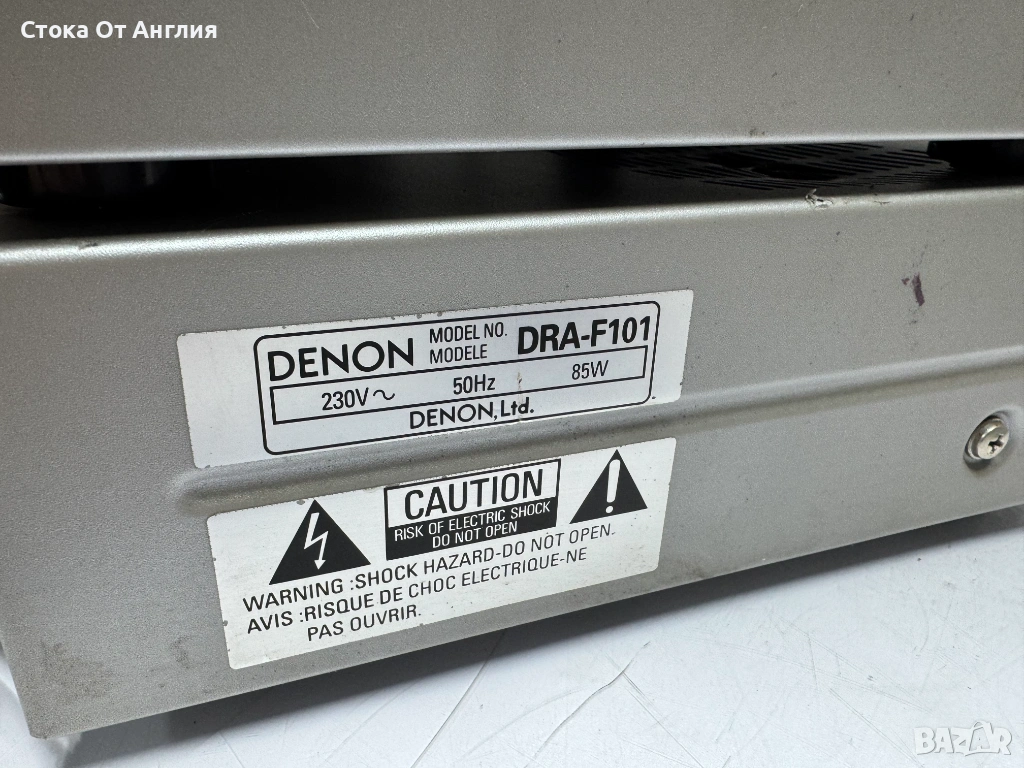 Стока От Англия
DENON MODEL NO. MODELE DRA-F101
230V~ 50Hz 85W
DENON, Ltd.
CAUTION
RISK OF ELECTRIC SHOCK
DO NOT OPEN
WARNING :SHOCK HAZARD-DO NOT OPEN.
AVIS :RISQUE DE CHOC ELECTRIQUE-NE
PAS OUVRIR.
BAZAR